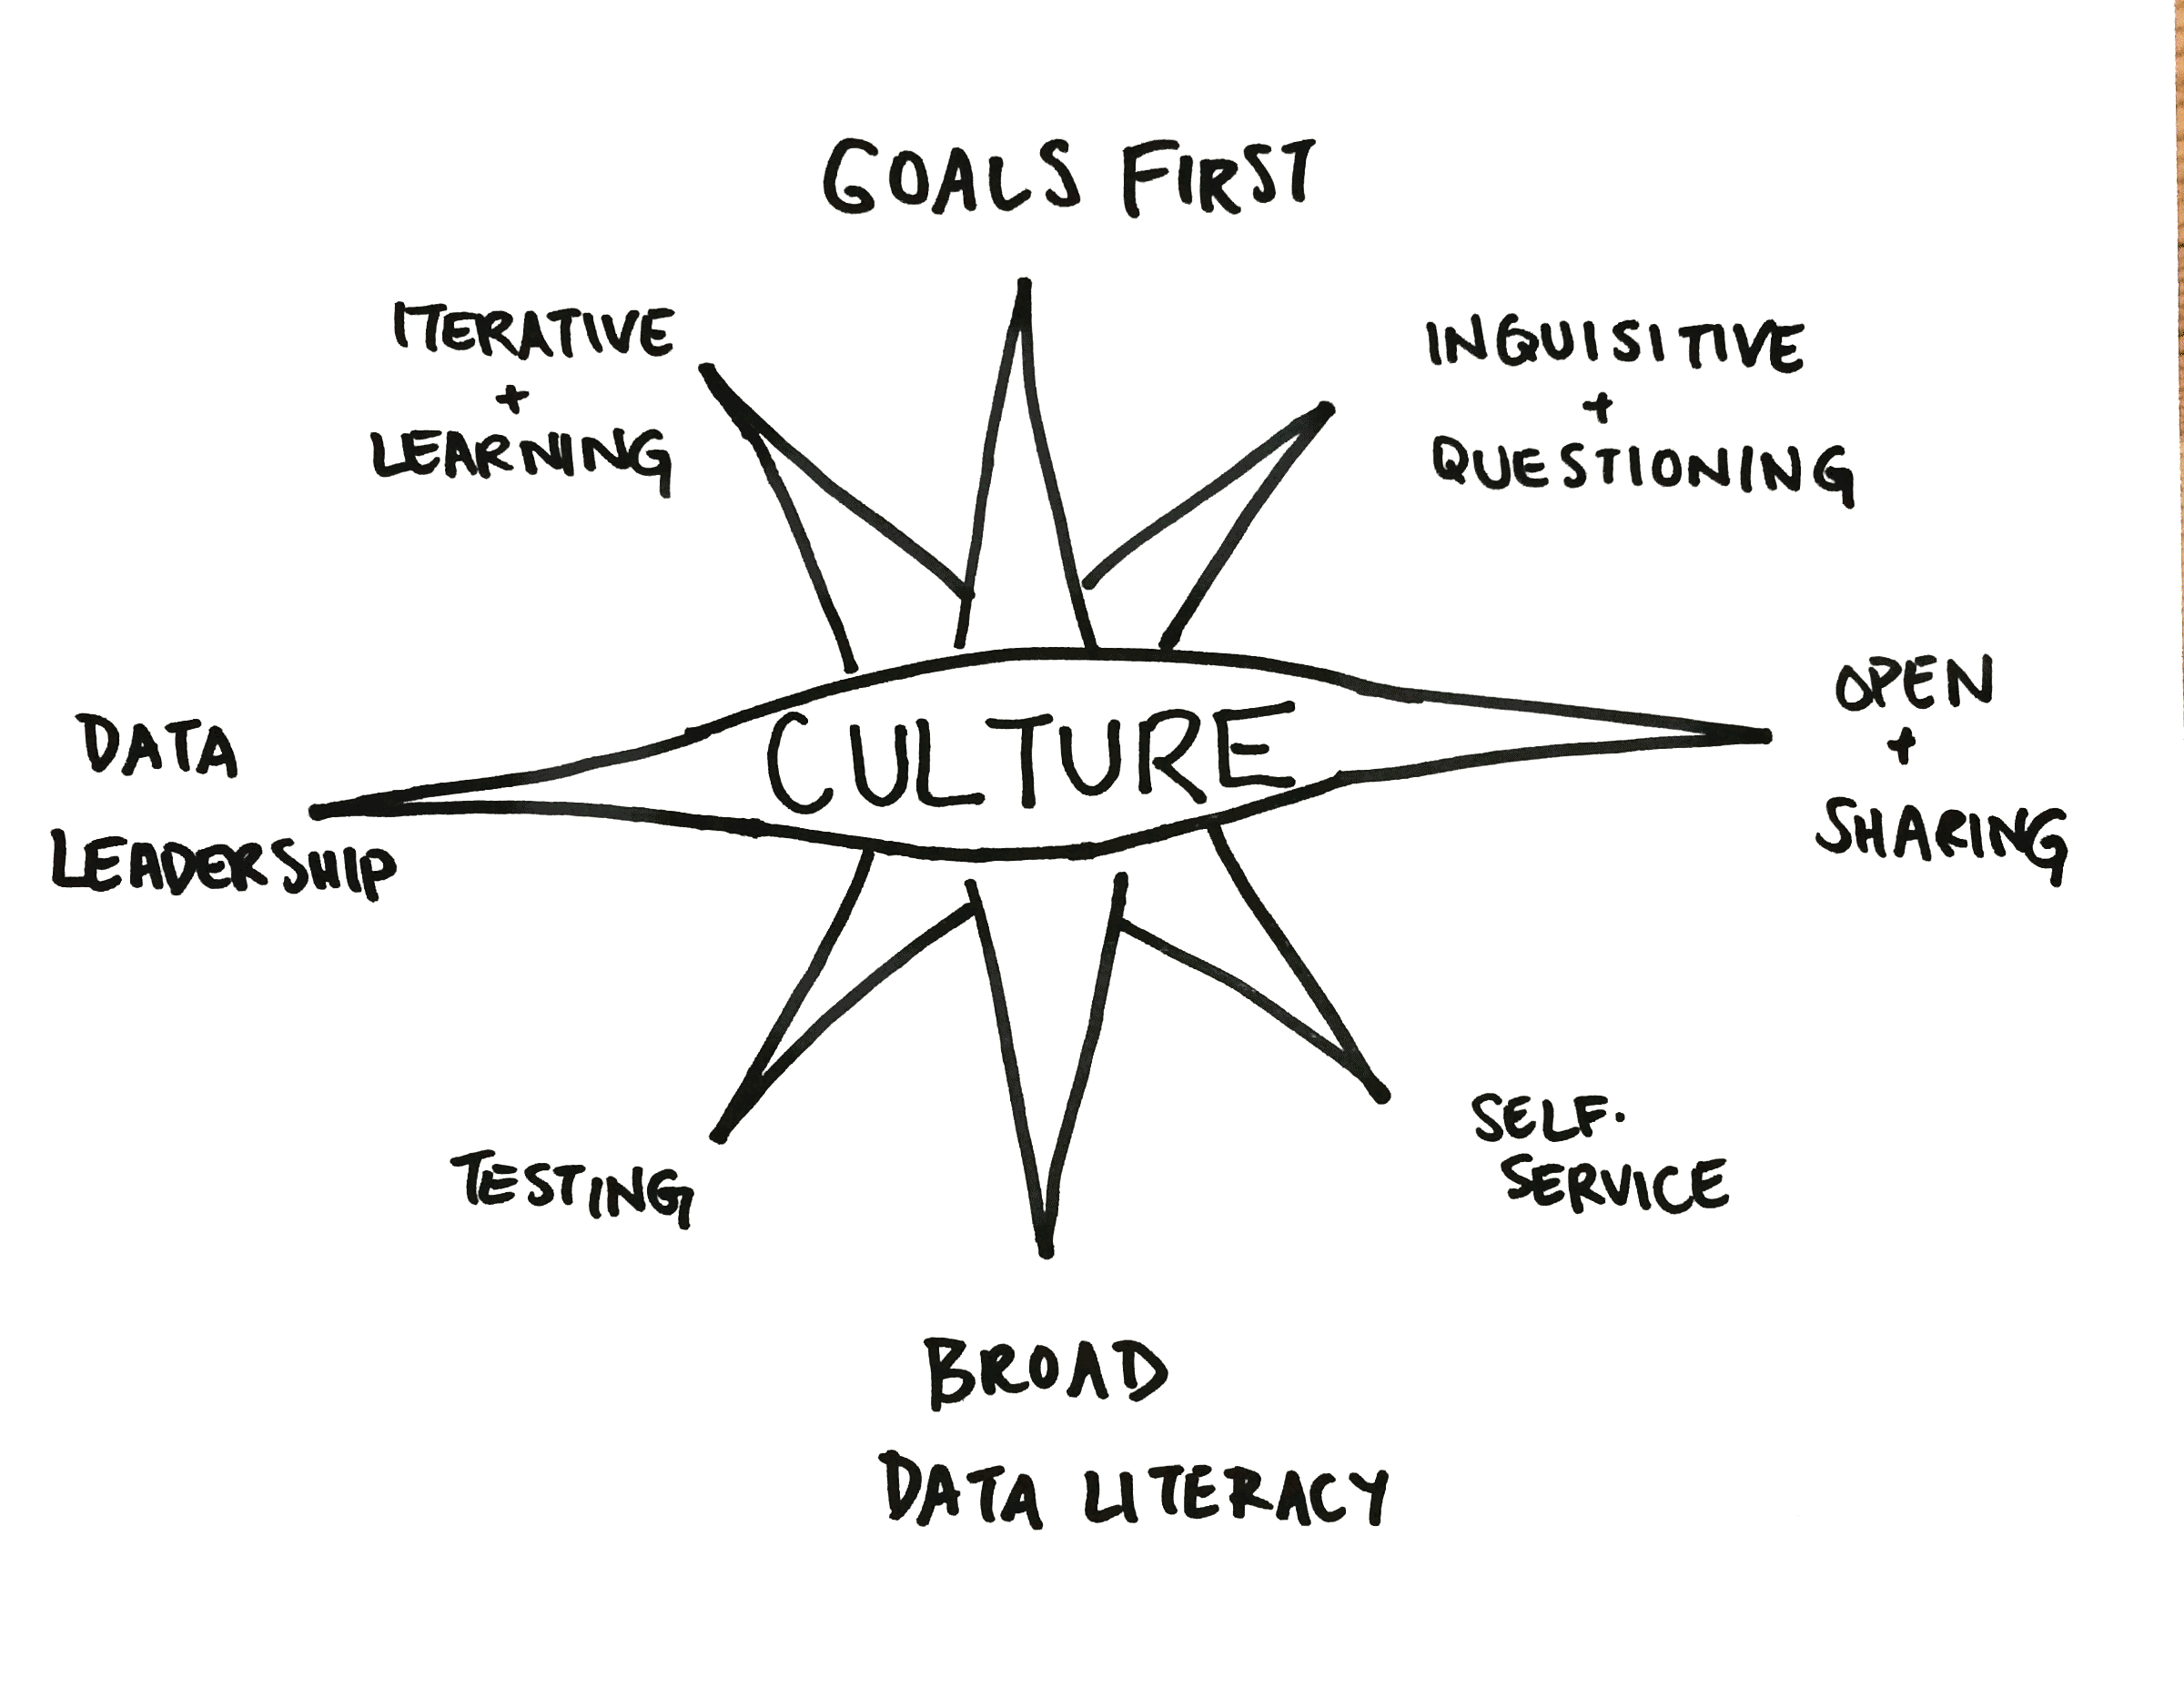 GOALS FIRST
ITERATIVE
+
LEARNING
INQUISITIVE
+
QUESTIONING
DATA
LEADERSHIP
CULTURE
OPEN
+
SHARING
TESTING
SELF-
SERVICE
BROAD
DATA LITERACY